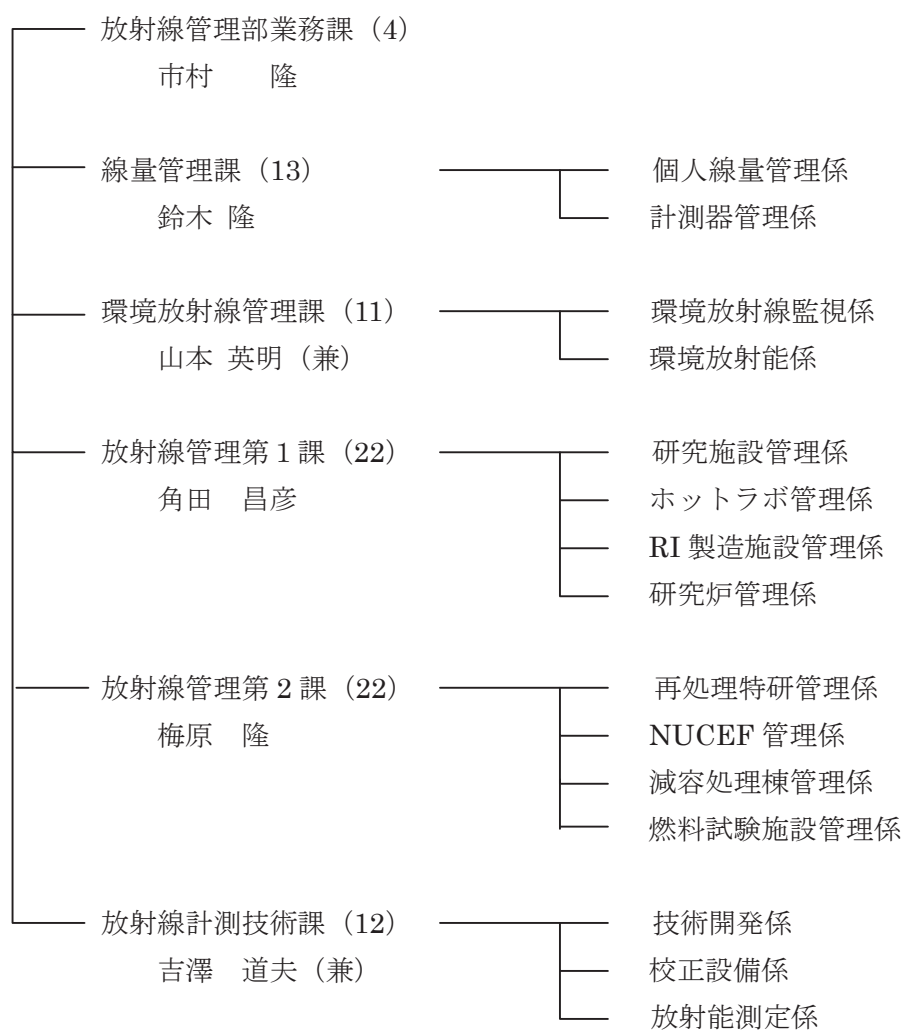 放射線管理部業務課（4）
市村　　隆
線量管理課（13）　個人線量管理係
鈴木 隆　計測器管理係
環境放射線管理課（11）　環境放射線監視係
山本 英明（兼）　環境放射能係
放射線管理第 1 課（22）　研究施設管理係
角田　昌彦　ホットラボ管理係
RI 製造施設管理係
研究炉管理係
放射線管理第 2 課（22）　再処理特研管理係
梅原　隆　NUCEF 管理係
減容処理棟管理係
燃料試験施設管理係
放射線計測技術課（12）　技術開発係
吉澤　道夫（兼）　校正設備係
放射能測定係